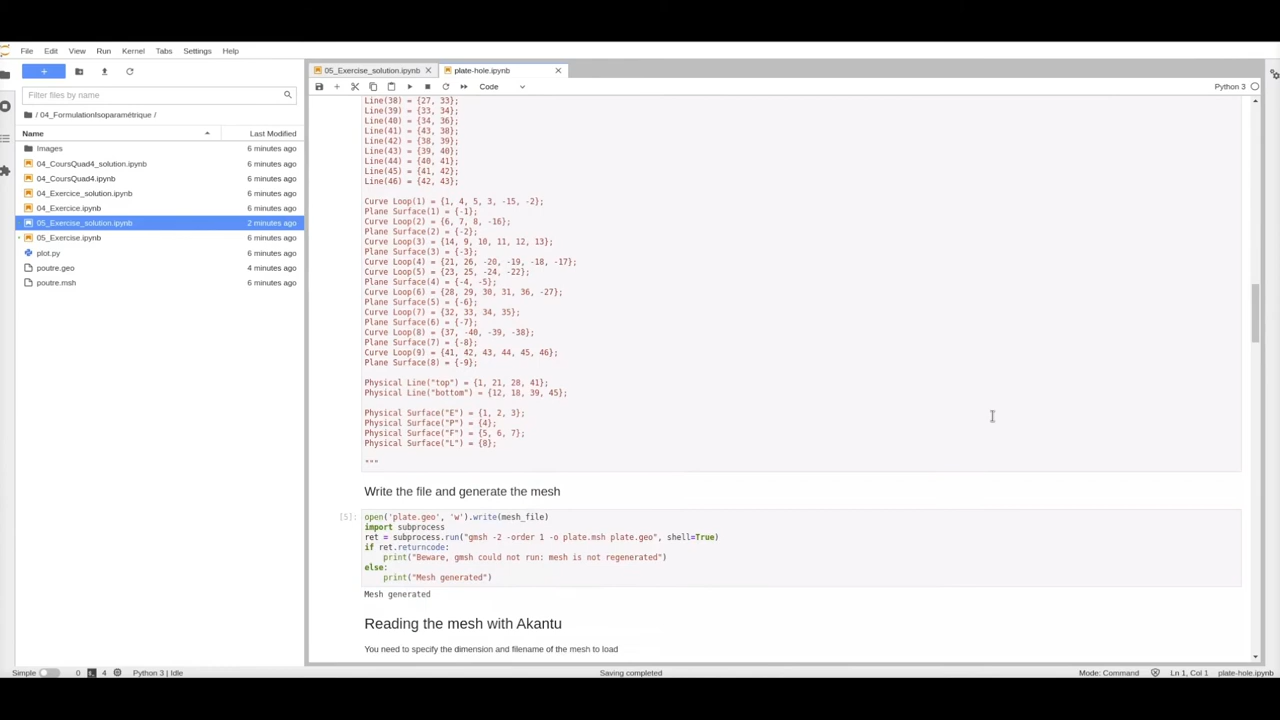 File Edit View Run Kernel Tabs Settings Help
05_Exercise_solution.ipynb
plate-hole.ipynb
Code
Python 3
Filter files by name
/ 04_FormulationIsoparamétrique /
Name
Last Modified
Images 6 minutes ago
04_CoursQuad4_solution.ipynb 6 minutes ago
04_CoursQuad4.ipynb 6 minutes ago
04_Exercice_solution.ipynb 6 minutes ago
04_Exercice.ipynb 6 minutes ago
05_Exercise_solution.ipynb 2 minutes ago
05_Exercise.ipynb 6 minutes ago
plot.py 6 minutes ago
poutre.geo 4 minutes ago
poutre.msh 6 minutes ago
Line(38) = {27, 33};
Line(39) = {33, 34};
Line(40) = {34, 36};
Line(41) = {43, 38};
Line(42) = {38, 39};
Line(43) = {39, 40};
Line(44) = {40, 41};
Line(45) = {41, 42};
Line(46) = {42, 43};
Curve Loop(1) = {1, 4, 5, 3, -15, -2};
Plane Surface(1) = {-1};
Curve Loop(2) = {6, 7, 8, -16};
Plane Surface(2) = {-2};
Curve Loop(3) = {14, 9, 10, 11, 12, 13};
Plane Surface(3) = {-3};
Curve Loop(4) = {21, 26, -20, -19, -18, -17};
Curve Loop(5) = {23, 25, -24, -22};
Plane Surface(4) = {-4, -5};
Curve Loop(6) = {28, 29, 30, 31, 36, -27};
Plane Surface(5) = {-6};
Curve Loop(7) = {32, 33, 34, 35};
Plane Surface(6) = {-7};
Curve Loop(8) = {37, -40, -39, -38};
Plane Surface(7) = {-8};
Curve Loop(9) = {41, 42, 43, 44, 45, 46};
Plane Surface(8) = {-9};
Physical Line("top") = {1, 21, 28, 41};
Physical Line("bottom") = {12, 18, 39, 45};
Physical Surface("E") = {1, 2, 3};
Physical Surface("P") = {4};
Physical Surface("F") = {5, 6, 7};
Physical Surface("L") = {8};
"""
Write the file and generate the mesh
[5]: open('plate.geo', 'w').write(mesh_file)
import subprocess
ret = subprocess.run("gmsh -2 -order 1 -o plate.msh plate.geo", shell=True)
if ret.returncode:
print("Beware, gmsh could not run: mesh is not regenerated")
else:
print("Mesh generated")
Mesh generated
Reading the mesh with Akantu
You need to specify the dimension and filename of the mesh to load
Simple 0 4 Python 3 | Idle Saving completed Mode: Command Ln 1, Col 1 plate-hole.ipynb